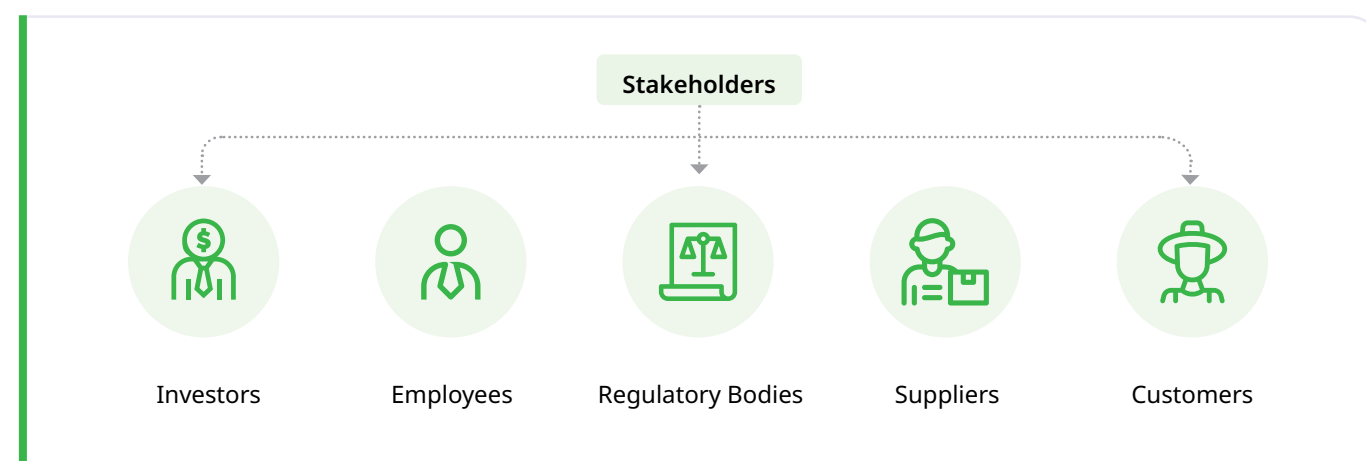 Stakeholders
Investors
Employees
Regulatory Bodies
Suppliers
Customers